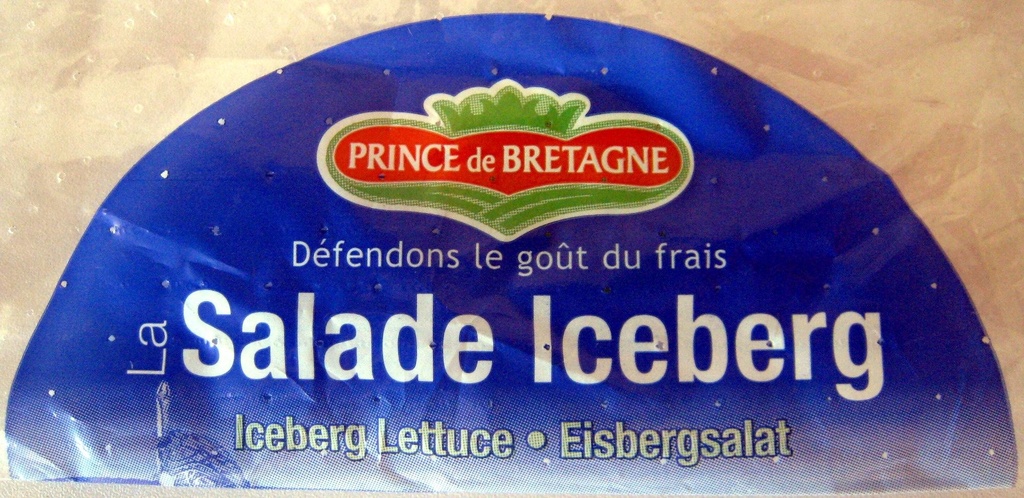 PRINCE de BRETAGNE
Défendons le goût du frais
La Salade Iceberg
Iceberg Lettuce • Eisbergsalat